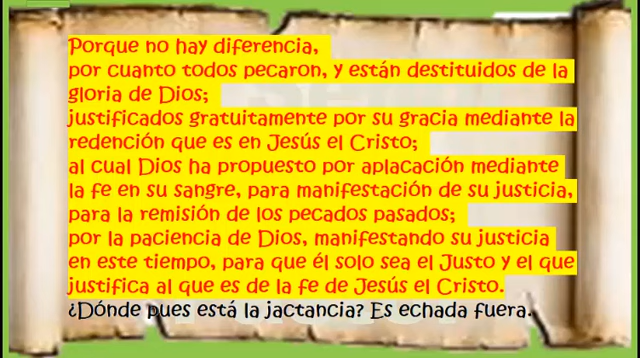 Porque no hay diferencia,
por cuanto todos pecaron, y están destituidos de la
gloria de Dios;
justificados gratuitamente por su gracia mediante la
redención que es en Jesús el Cristo;
al cual Dios ha propuesto por aplacación mediante
la fe en su sangre, para manifestación de su justicia,
para la remisión de los pecados pasados;
por la paciencia de Dios, manifestando su justicia
en este tiempo, para que él solo sea el Justo y el que
justifica al que es de la fe de Jesús el Cristo.
¿Dónde pues está la jactancia? Es echada fuera.